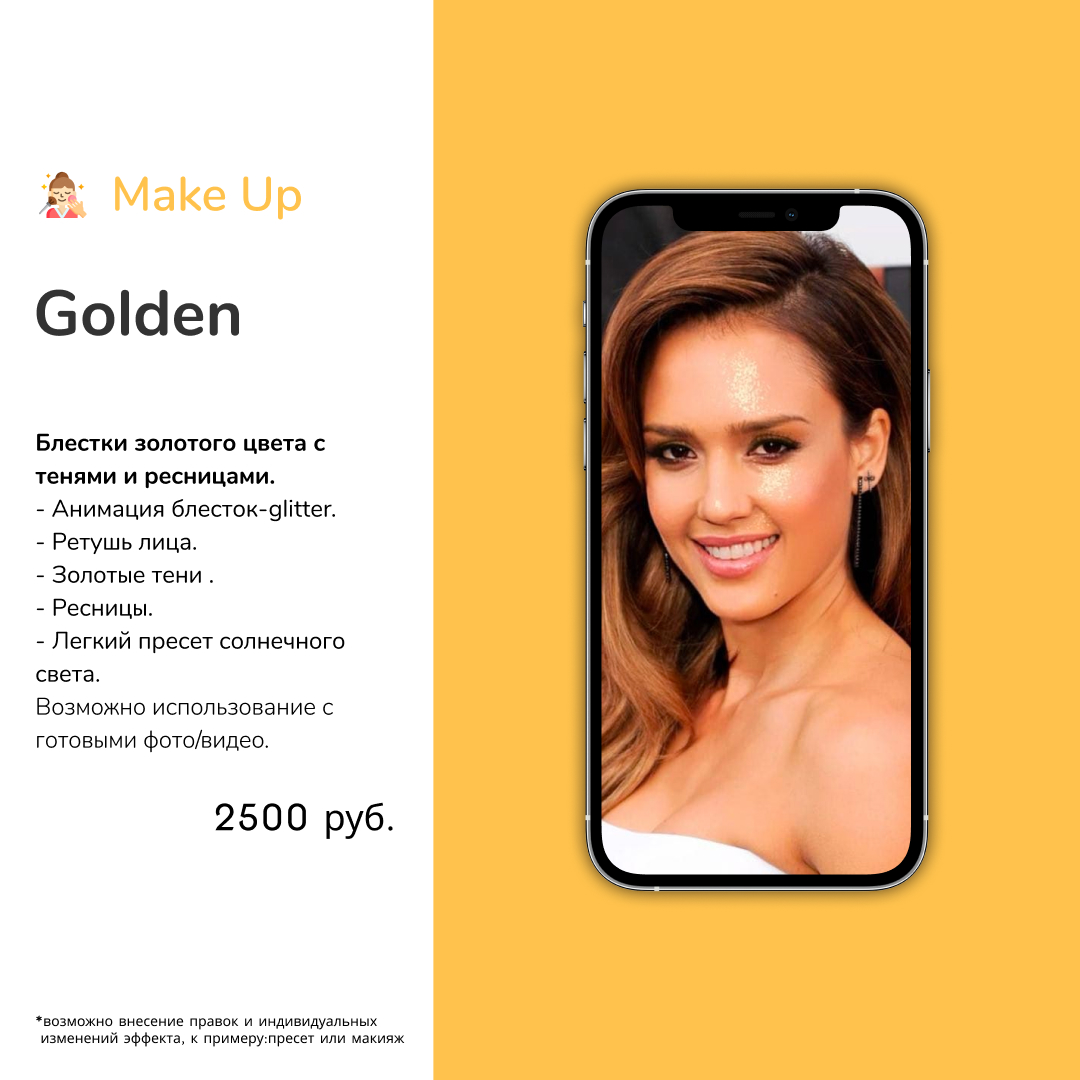 Make Up
Golden
Блестки золотого цвета с
тенями и ресницами.
- Анимация блесток-glitter.
- Ретушь лица.
- Золотые тени .
- Ресницы.
- Легкий пресет солнечного
света.
Возможно использование с
готовыми фото/видео.
2500 руб.
*возможно внесение правок и индивидуальных
изменений эффекта, к примеру:пресет или макияж